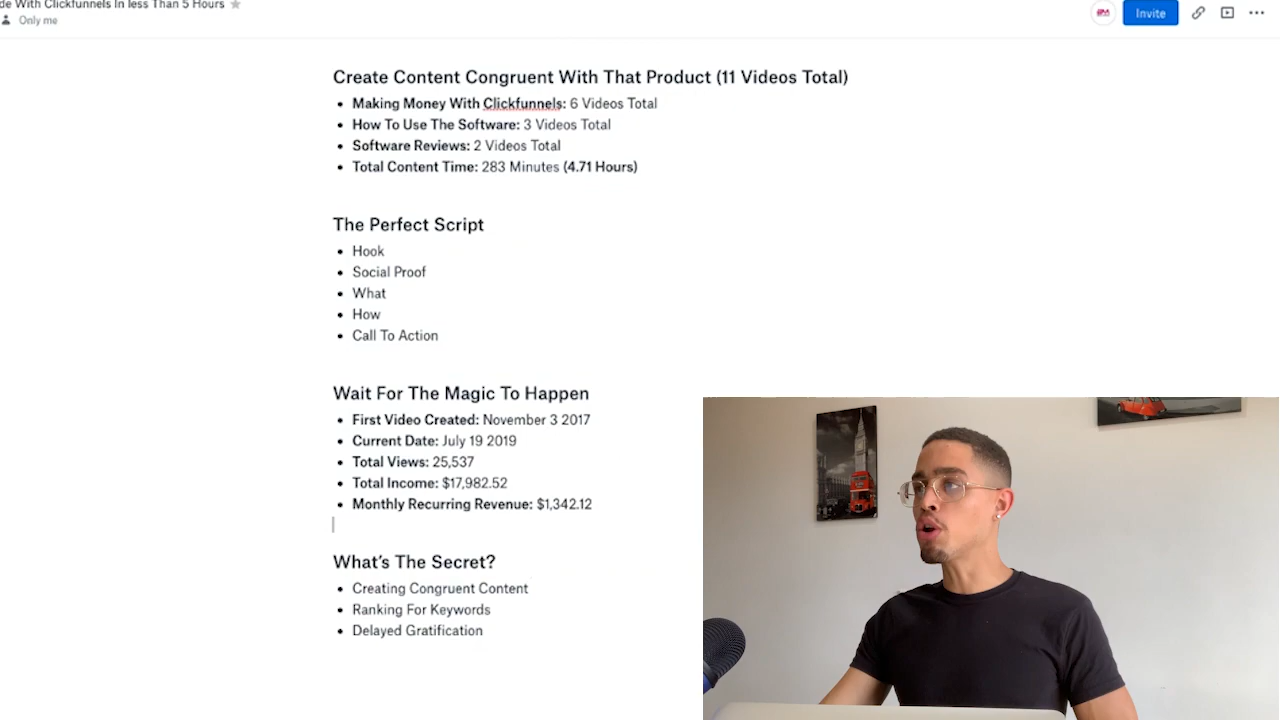 de With Clickfunnels In less Than 5 Hours
Only me
Invite
Create Content Congruent With That Product (11 Videos Total)
Making Money With Clickfunnels: 6 Videos Total
How To Use The Software: 3 Videos Total
Software Reviews: 2 Videos Total
Total Content Time: 283 Minutes (4.71 Hours)
The Perfect Script
Hook
Social Proof
What
How
Call To Action
Wait For The Magic To Happen
First Video Created: November 3 2017
Current Date: July 19 2019
Total Views: 25,537
Total Income: $17,982.52
Monthly Recurring Revenue: $1,342.12
What's The Secret?
Creating Congruent Content
Ranking For Keywords
Delayed Gratification